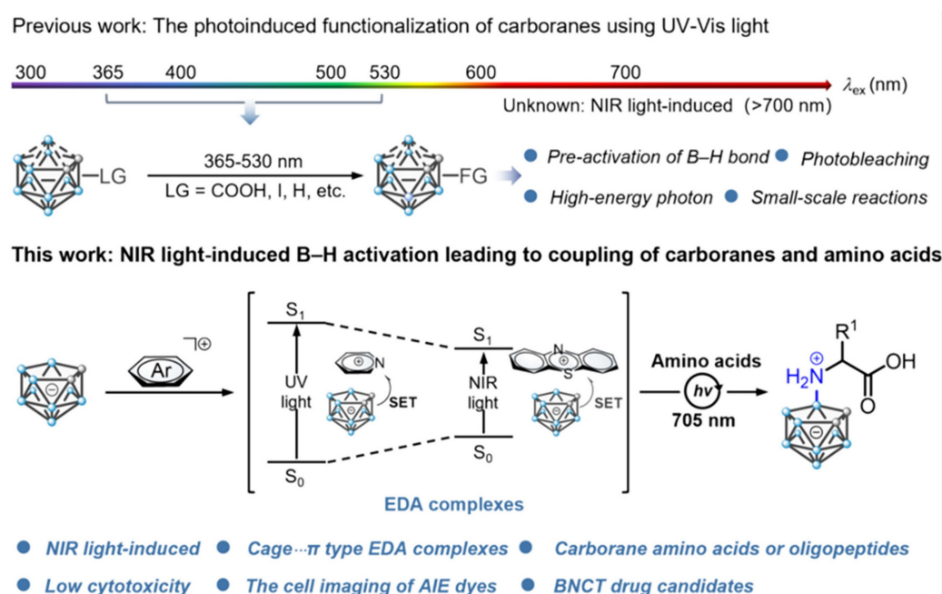 Previous work: The photoinduced functionalization of carboranes using UV-Vis light
300 365 400 500 530 600 700
λex (nm)
Unknown: NIR light-induced (>700 nm)
LG
365-530 nm
LG = COOH, I, H, etc.
FG
Pre-activation of B–H bond
Photobleaching
High-energy photon
Small-scale reactions
This work: NIR light-induced B–H activation leading to coupling of carboranes and amino acids
Ar
⊕
⊖
S1
UV
light
S0
⊕
N
SET
S1
NIR
light
S0
N
⊕
S
SET
EDA complexes
Amino acids
hν
705 nm
R1
⊕
H2N
OH
O
⊖
NIR light-induced
Cage···π type EDA complexes
Carborane amino acids or oligopeptides
Low cytotoxicity
The cell imaging of AIE dyes
BNCT drug candidates